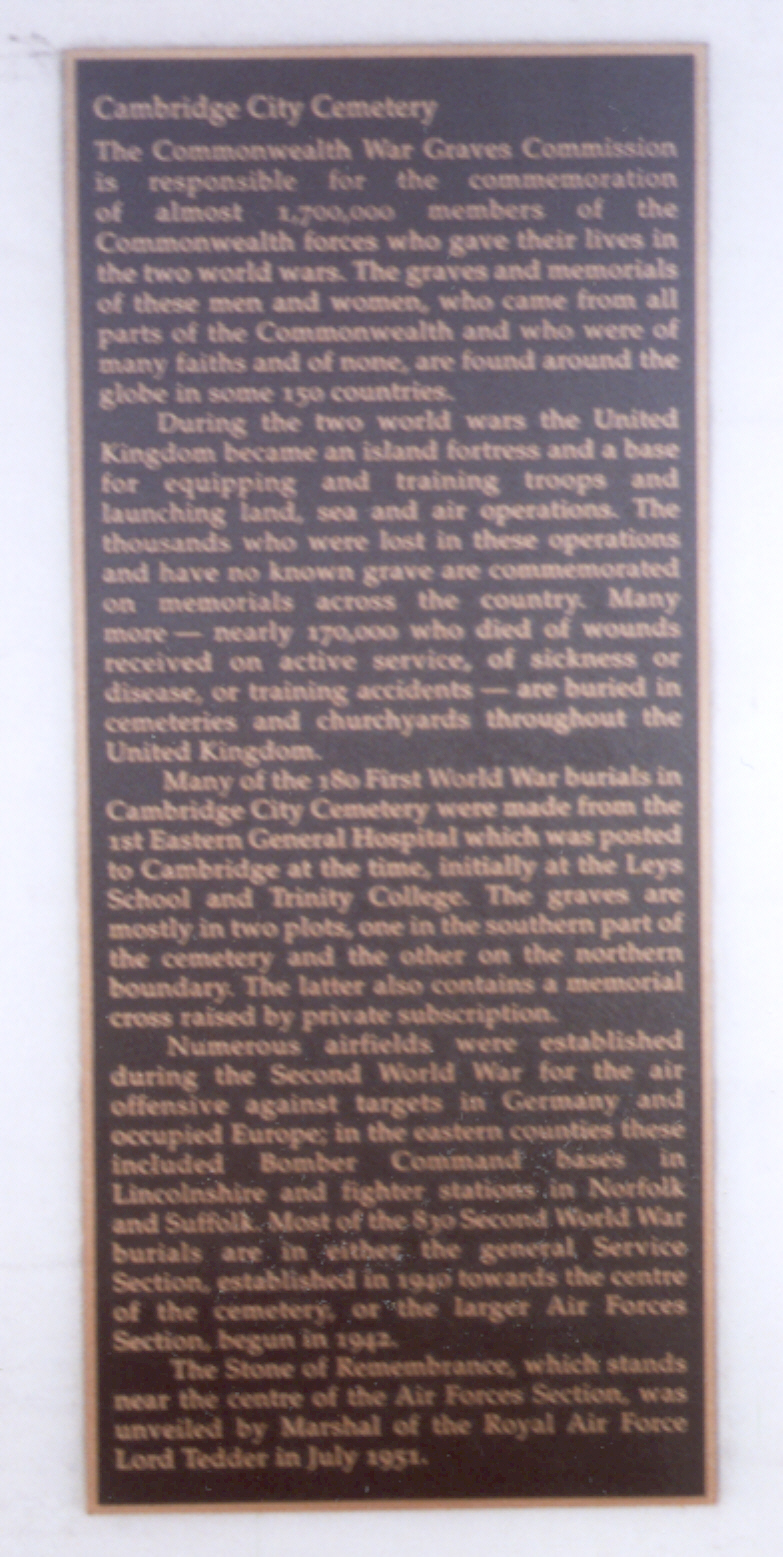 Cambridge City Cemetery
The Commonwealth War Graves Commission
is responsible for the commemoration
of almost 1,700,000 members of the
Commonwealth forces who gave their lives in
the two world wars. The graves and memorials
of these men and women, who came from all
parts of the Commonwealth and who were of
many faiths and of none, are found around the
globe in some 150 countries.
During the two world wars the United
Kingdom became an island fortress and a base
for equipping and training troops and
launching land, sea and air operations. The
thousands who were lost in these operations
and have no known grave are commemorated
on memorials across the country. Many
more — nearly 170,000 who died of wounds
received on active service, of sickness or
disease, or training accidents — are buried in
cemeteries and churchyards throughout the
United Kingdom.
Many of the 180 First World War burials in
Cambridge City Cemetery were made from the
1st Eastern General Hospital which was posted
to Cambridge at the time, initially at the Leys
School and Trinity College. The graves are
mostly in two plots, one in the southern part of
the cemetery and the other on the northern
boundary. The latter also contains a memorial
cross raised by private subscription.
Numerous airfields were established
during the Second World War for the air
offensive against targets in Germany and
occupied Europe; in the eastern counties these
included Bomber Command bases in
Lincolnshire and fighter stations in Norfolk
and Suffolk. Most of the 830 Second World War
burials are in either the general Service
Section, established in 1940 towards the centre
of the cemetery, or the larger Air Forces
Section, begun in 1942.
The Stone of Remembrance, which stands
near the centre of the Air Forces Section, was
unveiled by Marshal of the Royal Air Force
Lord Tedder in July 1951.